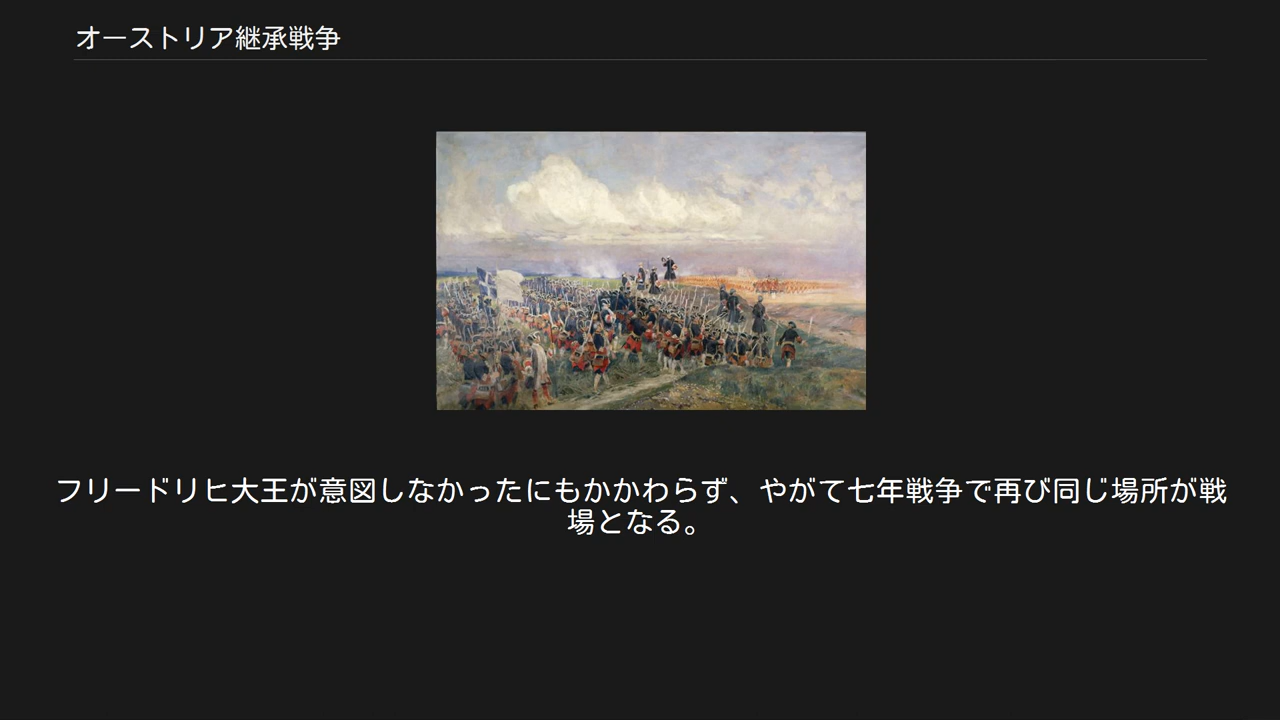 オーストリア継承戦争
フリードリヒ大王が意図しなかったにもかかわらず、やがて七年戦争で再び同じ場所が戦
場となる。